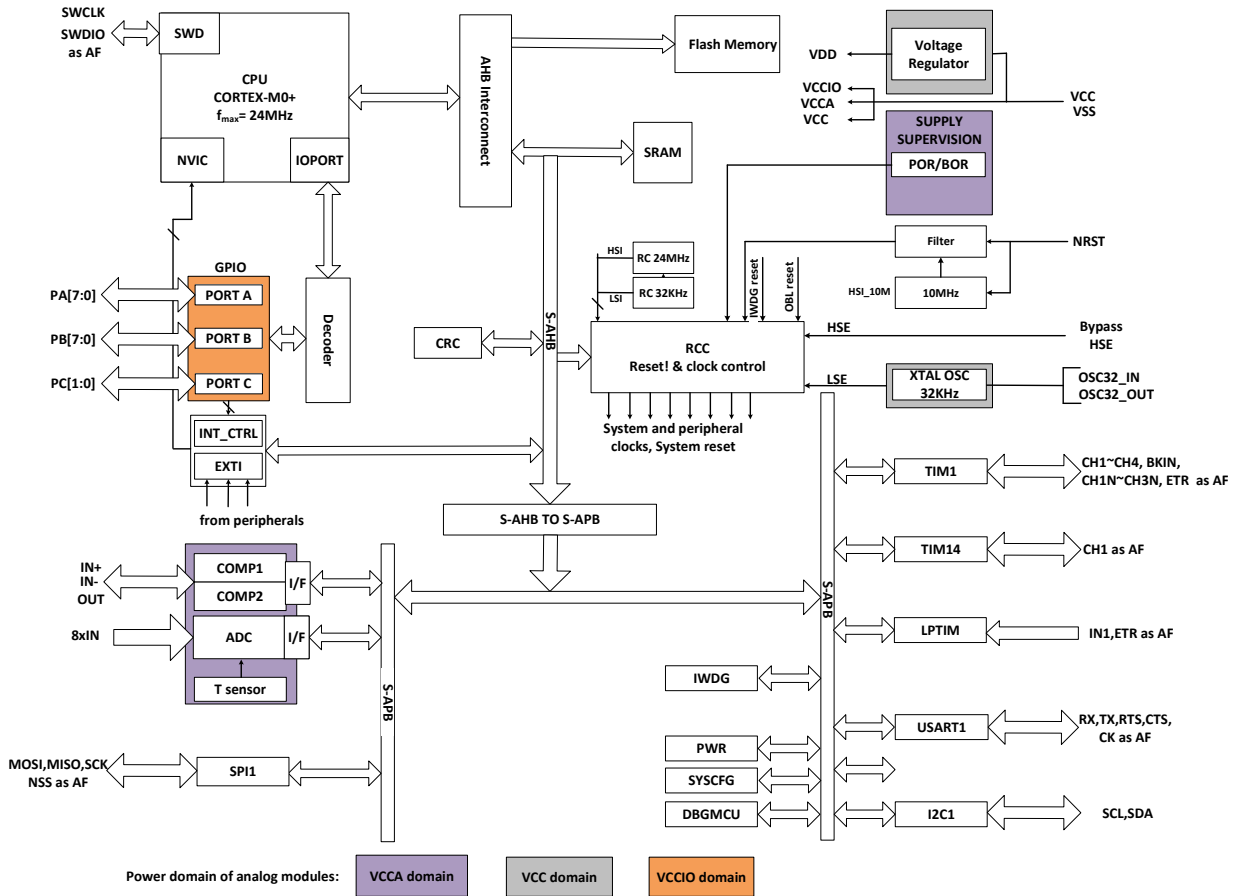 SWCLK
SWDIO
as AF
SWD
CPU
CORTEX-M0+
fmax= 24MHz
NVIC
IOPORT
AHB Interconnect
Flash Memory
SRAM
VDD
Voltage
Regulator
VCCIO
VCCA
VCC
VCC
VSS
SUPPLY
SUPERVISION
POR/BOR
Filter
NRST
HSI_10M
10MHz
HSI
RC 24MHz
LSI
RC 32KHz
IWDG reset
OBL reset
GPIO
PA[7:0]
PORT A
PB[7:0]
PORT B
PC[1:0]
PORT C
Decoder
CRC
S-AHB
RCC
Reset! & clock control
HSE
Bypass
HSE
LSE
XTAL OSC
32KHz
OSC32_IN
OSC32_OUT
System and peripheral
clocks, System reset
INT_CTRL
EXTI
from peripherals
S-AHB TO S-APB
TIM1
CH1~CH4, BKIN,
CH1N~CH3N, ETR as AF
TIM14
CH1 as AF
IN+
IN-
OUT
COMP1
COMP2
I/F
8xIN
ADC
I/F
T sensor
S-APB
S-APB
LPTIM
IN1,ETR as AF
IWDG
USART1
RX,TX,RTS,CTS,
CK as AF
PWR
SYSCFG
DBGMCU
MOSI,MISO,SCK
NSS as AF
SPI1
I2C1
SCL,SDA
Power domain of analog modules:
VCCA domain
VCC domain
VCCIO domain